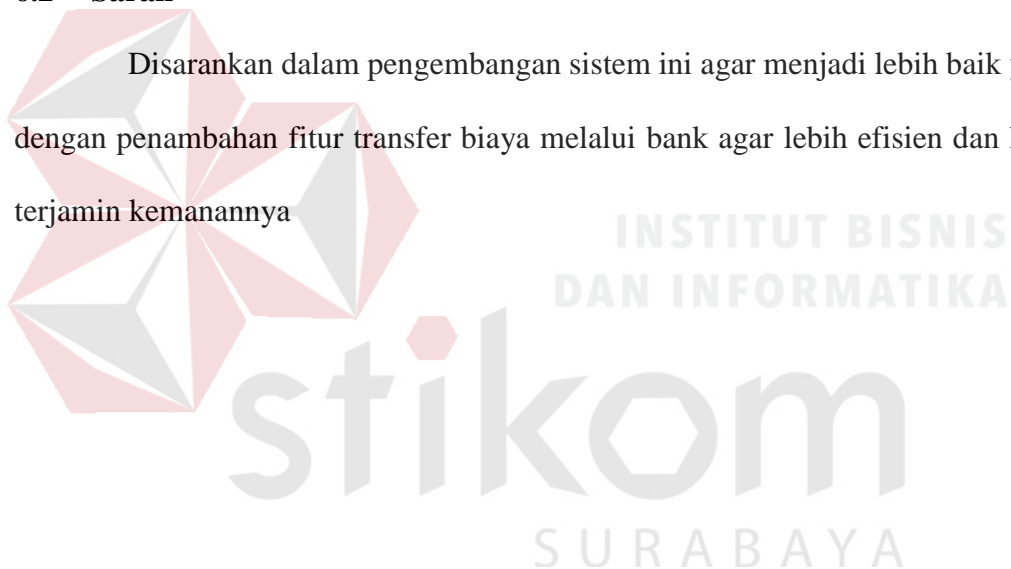 Disarankan dalam pengembangan sistem ini agar menjadi lebih baik
dengan penambahan fitur transfer biaya melalui bank agar lebih efisien dan
terjamin kemanannya
INSTITUT BISNIS
DAN INFORMATIKA
stikom
SURABAYA